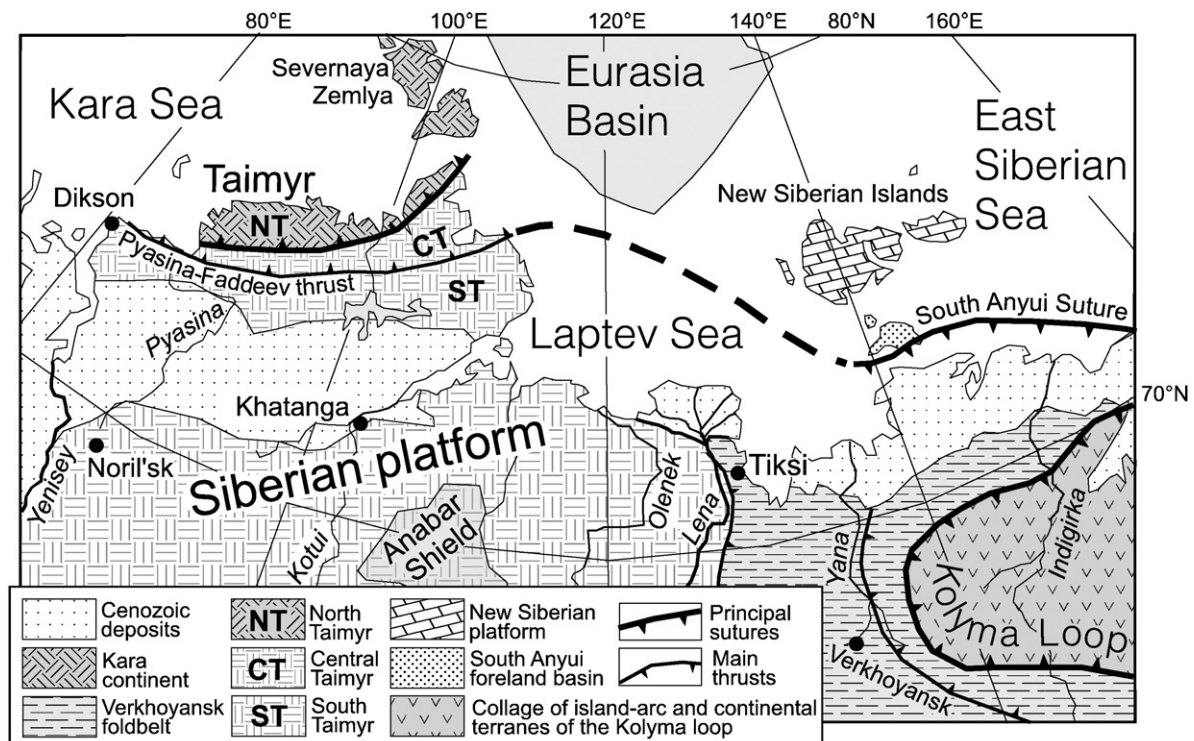 80°E 100°E 120°E 140°E 80°N 160°E
Severnaya
Zemlya
Eurasia
Basin
Kara Sea
East
Siberian
Sea
Taimyr
Dikson
New Siberian Islands
NT
CT
Pyasina-Faddeev thrust
ST
Pyasina
South Anyui Suture
Laptev Sea
70°N
Khatanga
Noril'sk
Siberian platform
Tiksi
Yenisey
Olenek
Lena
Anabar
Shield
Kotui
Yana
Indigirka
Kolyma Loop
Verkhoyansk
Cenozoic
deposits
NT
North
Taimyr
New Siberian
platform
Principal
sutures
Kara
continent
CT
Central
Taimyr
South Anyui
foreland basin
Main
thrusts
Verkhoyansk
foldbelt
ST
South
Taimyr
Collage of island-arc and continental
terranes of the Kolyma loop